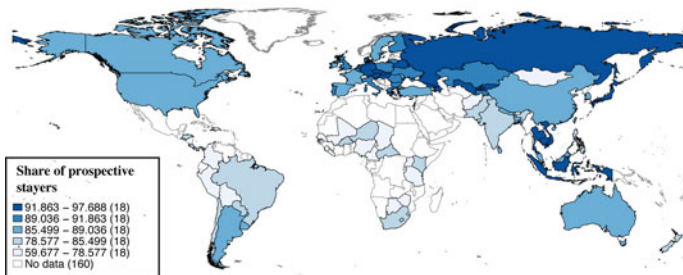 Share of prospective
stayers
91.863 – 97.688 (18)
89.036 – 91.863 (18)
85.499 – 89.036 (18)
78.577 – 85.499 (18)
59.677 – 78.577 (18)
No data (160)